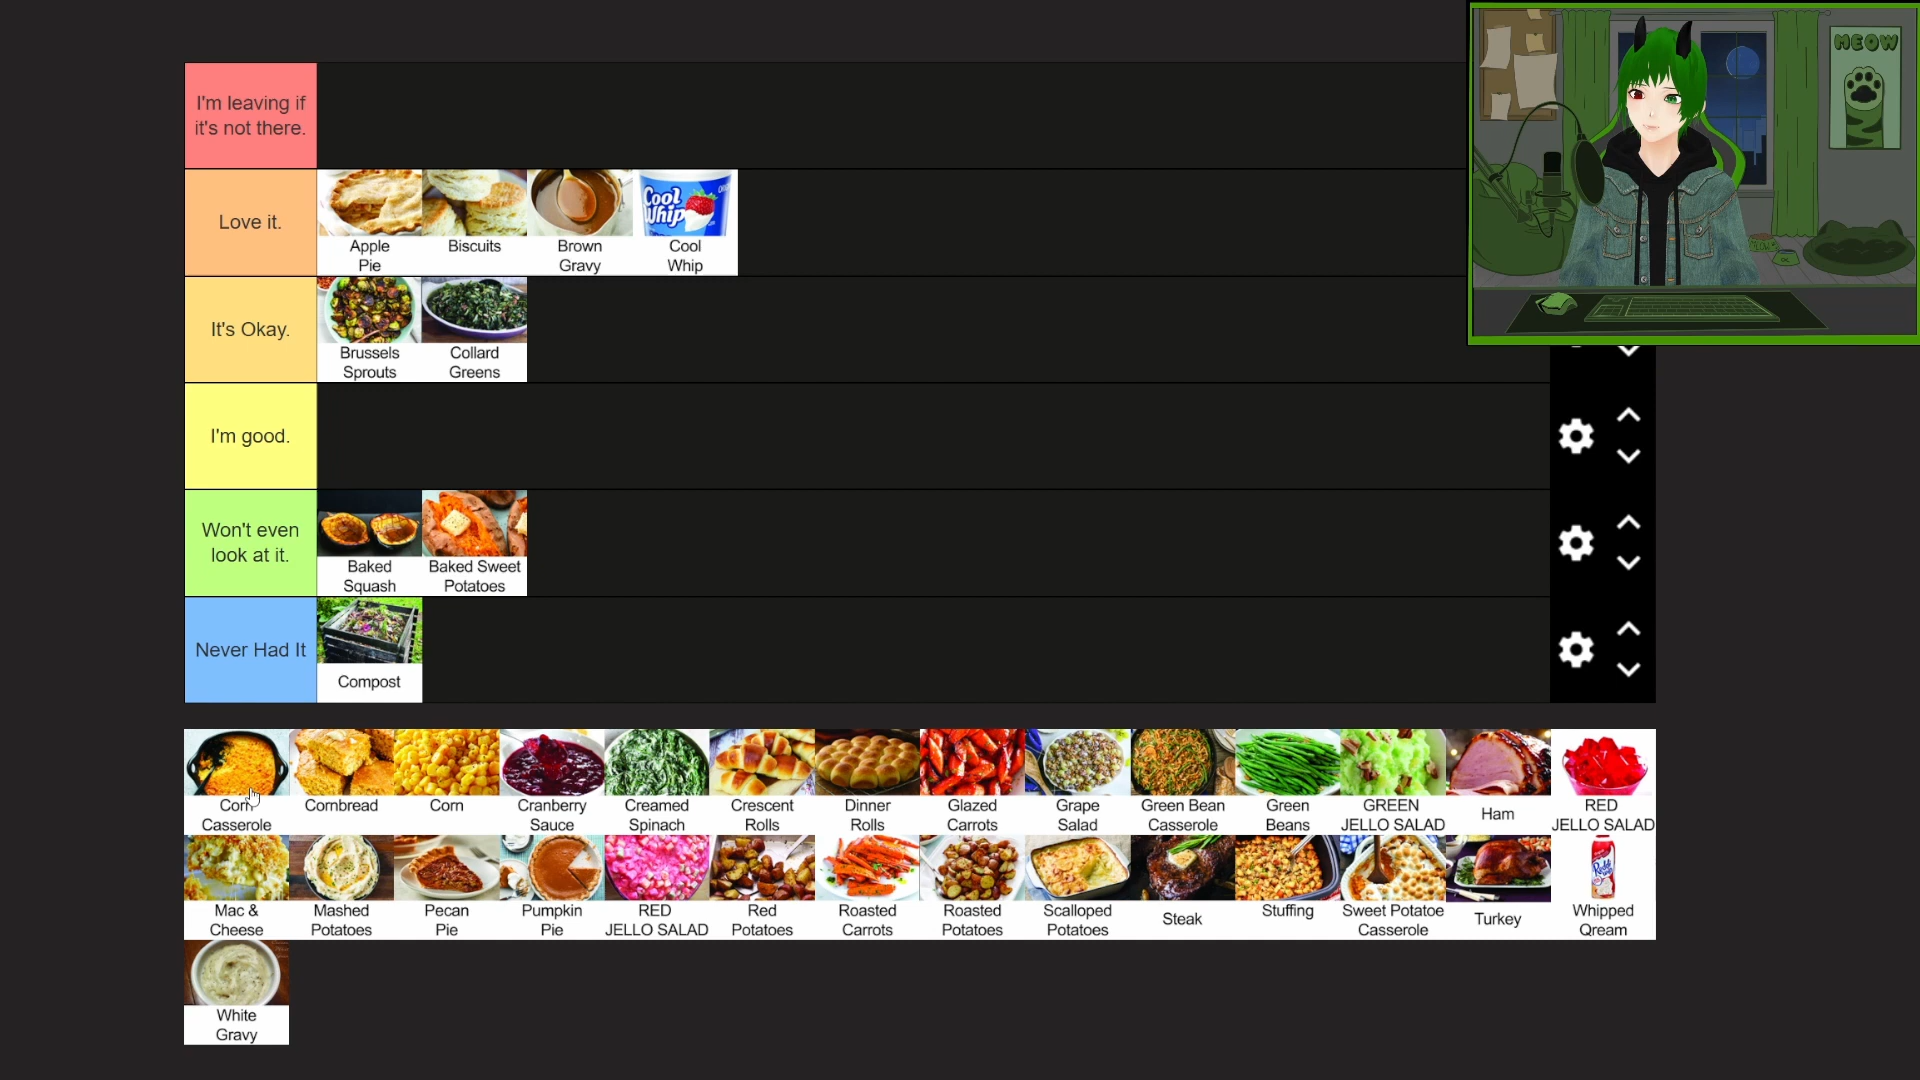 MEOW
I'm leaving if
it's not there.
Love it.
Cool
Whip
Apple
Pie
Biscuits
Brown
Gravy
Cool
Whip
It's Okay.
Brussels
Sprouts
Collard
Greens
I'm good.
Won't even
look at it.
Baked
Squash
Baked Sweet
Potatoes
Never Had It
Compost
Corn
Casserole
Cornbread
Corn
Cranberry
Sauce
Creamed
Spinach
Crescent
Rolls
Dinner
Rolls
Glazed
Carrots
Grape
Salad
Green Bean
Casserole
Green
Beans
GREEN
JELLO SALAD
Ham
RED
JELLO SALAD
Mac &
Cheese
Mashed
Potatoes
Pecan
Pie
Pumpkin
Pie
RED
JELLO SALAD
Red
Potatoes
Roasted
Carrots
Roasted
Potatoes
Scalloped
Potatoes
Steak
Stuffing
Sweet Potatoe
Casserole
Turkey
Whipped
Qream
White
Gravy